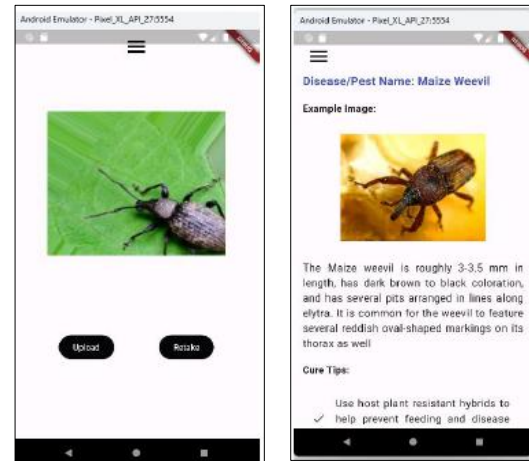 Android Emulator - Pixel_XL_API_27:5554
Upload
Retake
Android Emulator - Pixel_XL_API_27:5554
Disease/Pest Name: Maize Weevil
Example Image:
The Maize weevil is roughly 3-3.5 mm in
length, has dark brown to black coloration,
and has several pits arranged in lines along
elytra. It is common for the weevil to feature
several reddish oval-shaped markings on its
thorax as well
Cure Tips:
Use host plant resistant hybrids to
help prevent feeding and disease